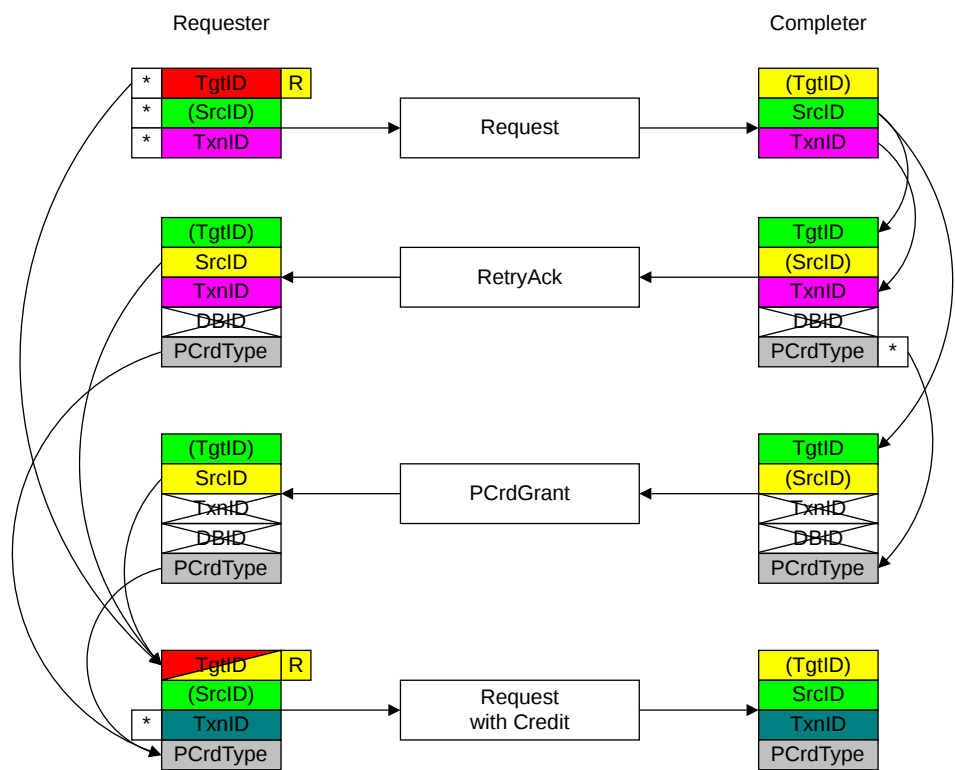 Requester
Completer
* TgtID R
* (SrcID)
* TxnID
Request
(TgtID)
SrcID
TxnID
(TgtID)
SrcID
TxnID
DBID
PCrdType
RetryAck
TgtID
(SrcID)
TxnID
DBID
PCrdType *
(TgtID)
SrcID
TxnID
DBID
PCrdType
PCrdGrant
TgtID
(SrcID)
TxnID
DBID
PCrdType
TgtID R
(SrcID)
* TxnID
PCrdType
Request
with Credit
(TgtID)
SrcID
TxnID
PCrdType